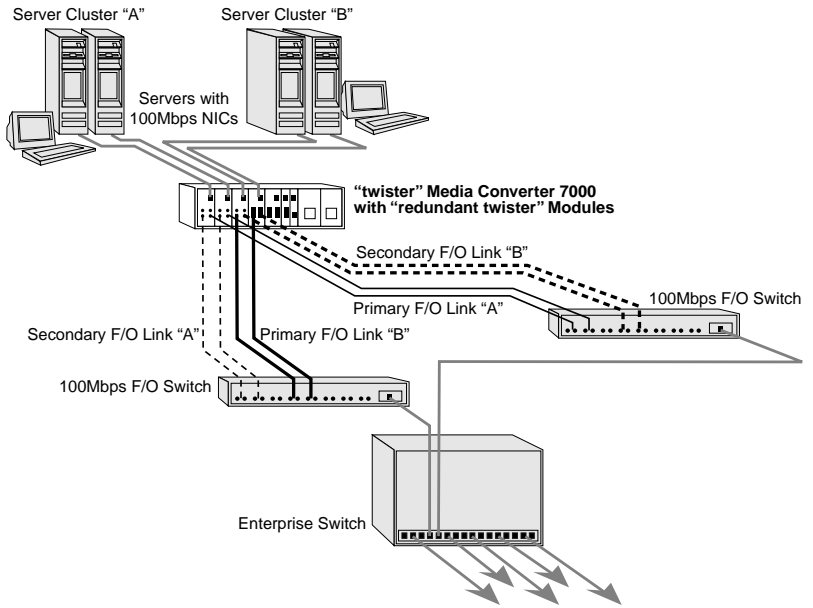 Server Cluster “A”
Server Cluster “B”
Servers with
100Mbps NICs
“twister” Media Converter 7000
with “redundant twister” Modules
Secondary F/O Link “B”
Primary F/O Link “A”
100Mbps F/O Switch
Secondary F/O Link “A”
Primary F/O Link “B”
100Mbps F/O Switch
Enterprise Switch